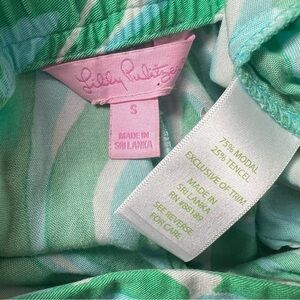 Lilly Pulitzer
S
MADE IN
SRI LANKA
75% MODAL
25% TENCEL
EXCLUSIVE OF TRIM
MADE IN
SRI LANKA
RN #88189
SEE REVERSE
FOR CARE